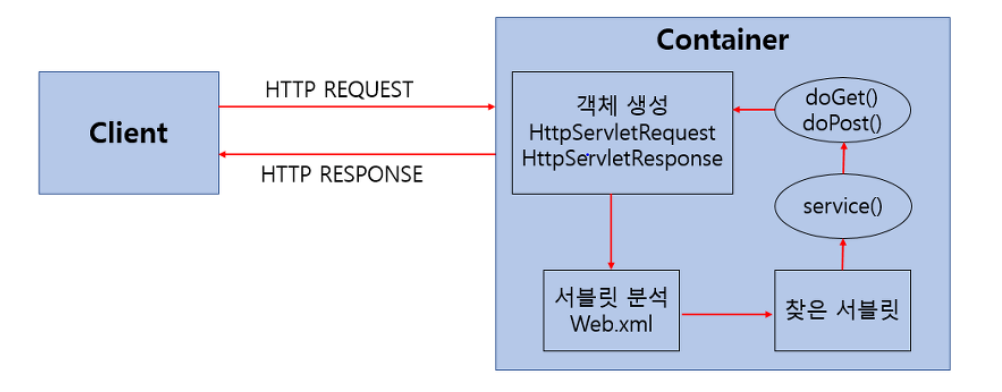 Container
Client
HTTP REQUEST
HTTP RESPONSE
객체 생성
HttpServletRequest
HttpServletResponse
doGet()
doPost()
service()
서블릿 분석
Web.xml
찾은 서블릿